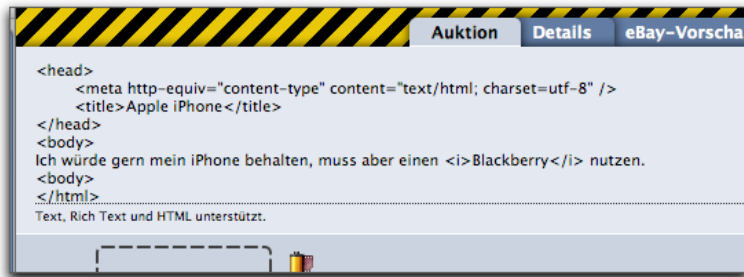 Auktion Details eBay-Vorscha
<head>
<meta http-equiv="content-type" content="text/html; charset=utf-8" />
<title>Apple iPhone</title>
</head>
<body>
Ich würde gern mein iPhone behalten, muss aber einen <i>Blackberry</i> nutzen.
<body>
</html>
Text, Rich Text und HTML unterstützt.